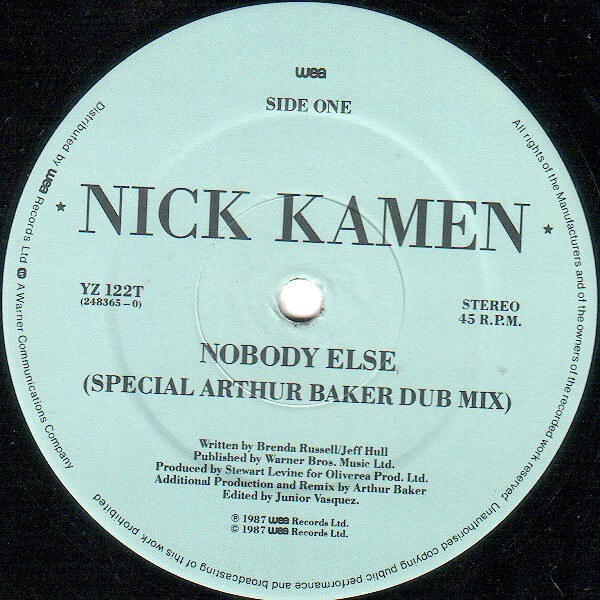 wea
SIDE ONE
★ NICK KAMEN ★
YZ 122T
(248365–0)
STEREO
45 R.P.M.
NOBODY ELSE
(SPECIAL ARTHUR BAKER DUB MIX)
Written by Brenda Russell/Jeff Hull
Published by Warner Bros. Music Ltd.
Produced by Stewart Levine for Oliverea Prod. Ltd.
Additional Production and Remix by Arthur Baker
Edited by Junior Vasquez.
℗ 1987 wea Records Ltd.
© 1987 wea Records Ltd.
All rights of the Manufacturers and of the owners of the recorded work reserved. Unauthorised copying public performance and broadcasting of this work prohibited
Distributed by wea Records Ltd. A Warner Communications Company